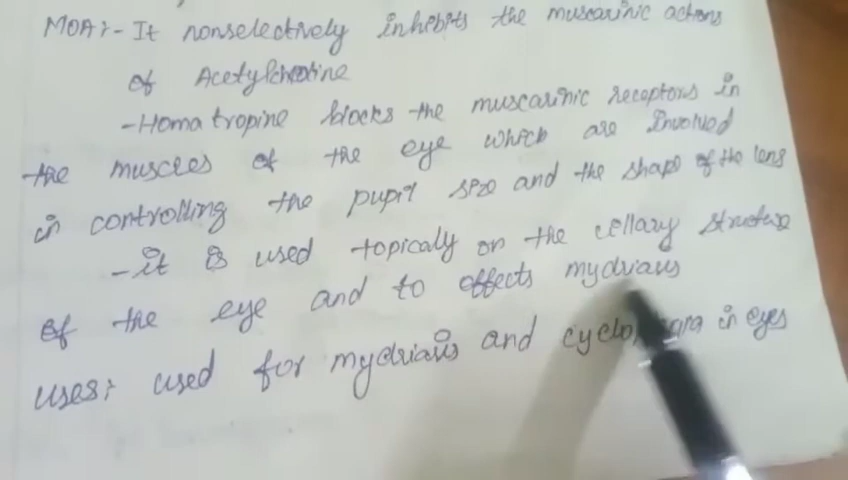 MOA:- It nonselectively inhibits the muscarinic actions
of Acetylcholine
- Homatropine blocks the muscarinic receptors in
the muscles of the eye which are involved
in controlling the pupil size and the shape of the lens
- it is used topicaly on the cellary structure
of the eye and to effects mydriasis
uses: used for mydriasis and in eyes